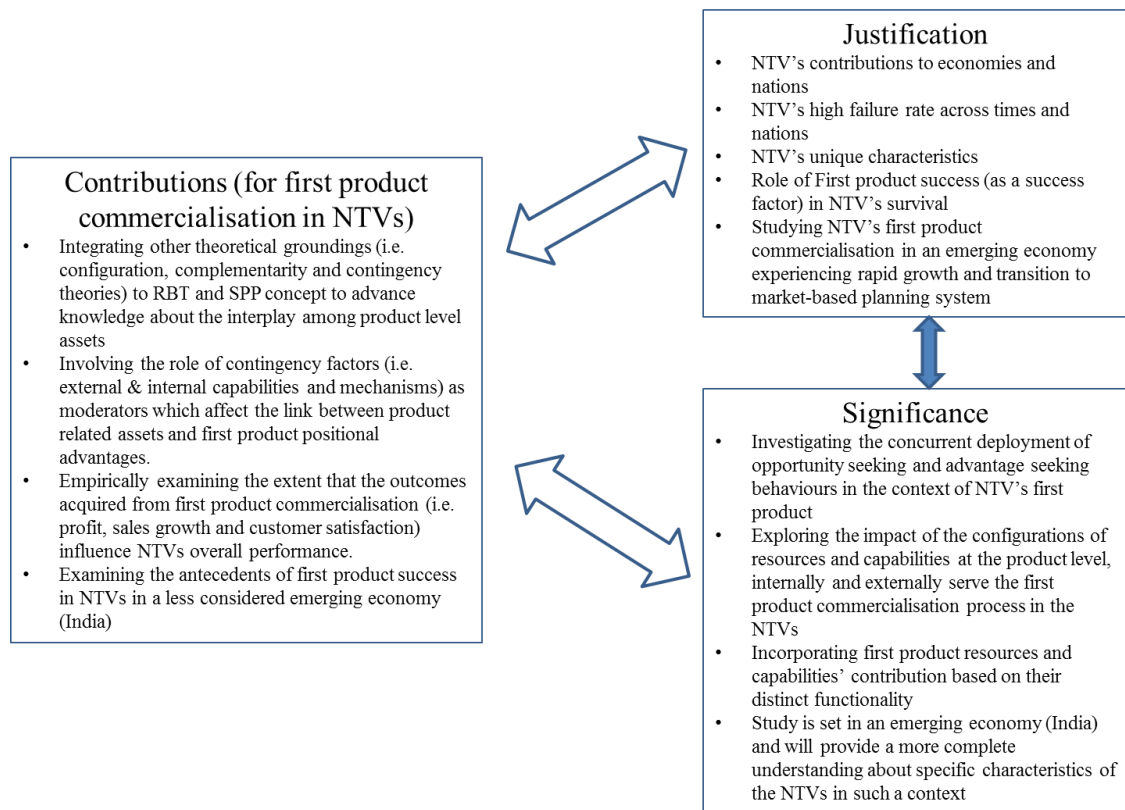 Justification
• NTV's contributions to economies and
nations
• NTV's high failure rate across times and
nations
• NTV's unique characteristics
• Role of First product success (as a success
factor) in NTV's survival
• Studying NTV's first product
commercialisation in an emerging economy
experiencing rapid growth and transition to
market-based planning system
Contributions (for first product
commercialisation in NTVs)
• Integrating other theoretical groundings (i.e.
configuration, complementarity and contingency
theories) to RBT and SPP concept to advance
knowledge about the interplay among product level
assets
• Involving the role of contingency factors (i.e.
external & internal capabilities and mechanisms) as
moderators which affect the link between product
related assets and first product positional
advantages.
• Empirically examining the extent that the outcomes
acquired from first product commercialisation (i.e.
profit, sales growth and customer satisfaction)
influence NTVs overall performance.
• Examining the antecedents of first product success
in NTVs in a less considered emerging economy
(India)
Significance
• Investigating the concurrent deployment of
opportunity seeking and advantage seeking
behaviours in the context of NTV's first
product
• Exploring the impact of the configurations of
resources and capabilities at the product level,
internally and externally serve the first
product commercialisation process in the
NTVs
• Incorporating first product resources and
capabilities' contribution based on their
distinct functionality
• Study is set in an emerging economy (India)
and will provide a more complete
understanding about specific characteristics of
the NTVs in such a context